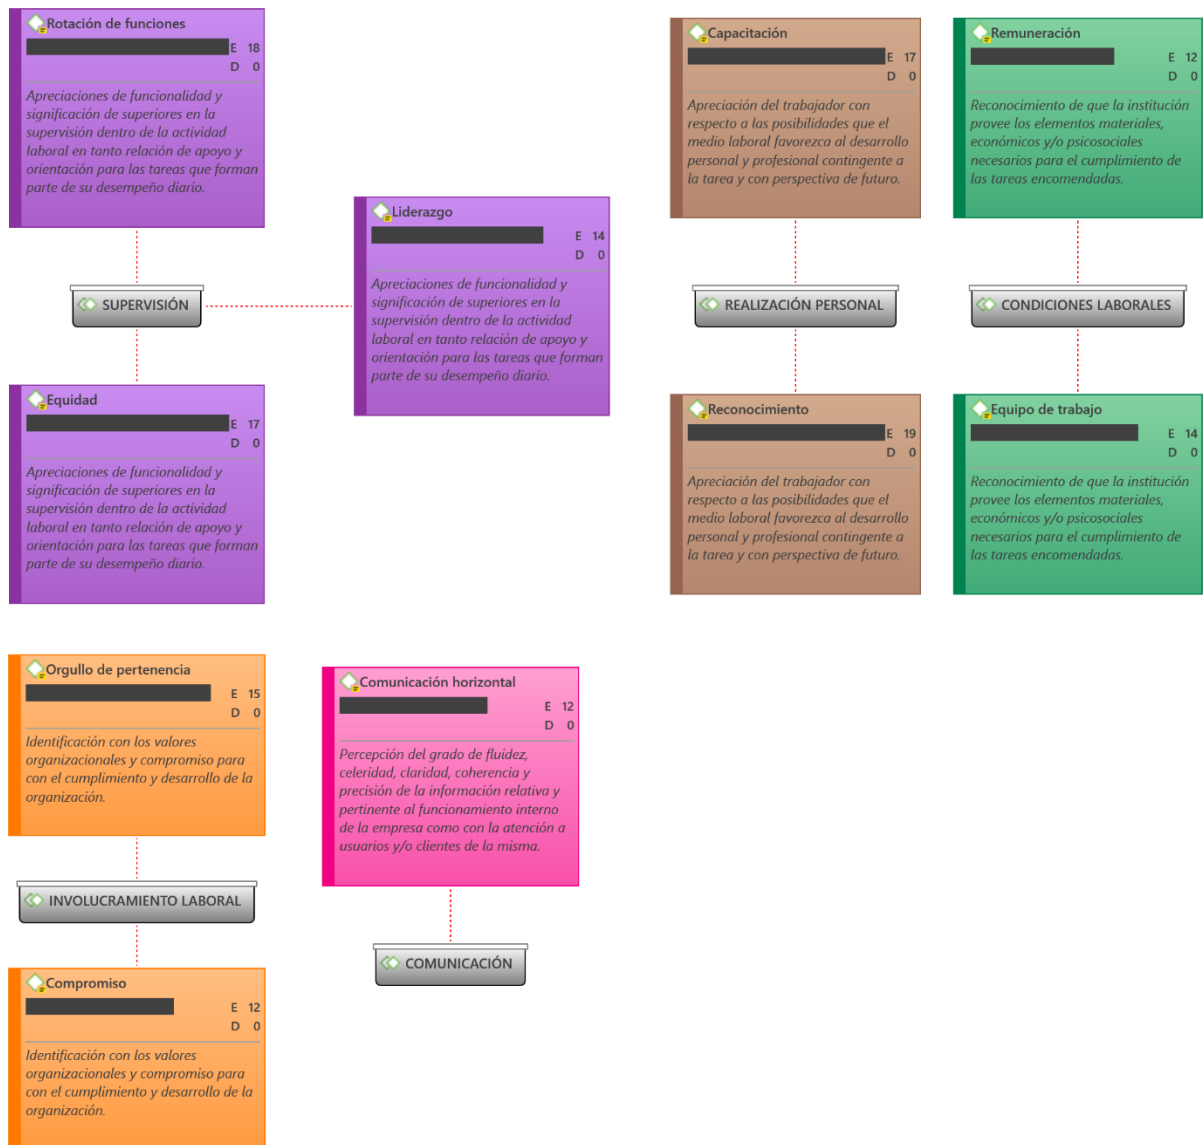 Rotación de funciones
E 18
D 0
Apreciaciones de funcionalidad y
significación de superiores en la
supervisión dentro de la actividad
laboral en tanto relación de apoyo y
orientación para las tareas que forman
parte de su desempeño diario.
SUPERVISIÓN
Liderazgo
E 14
D 0
Apreciaciones de funcionalidad y
significación de superiores en la
supervisión dentro de la actividad
laboral en tanto relación de apoyo y
orientación para las tareas que forman
parte de su desempeño diario.
Equidad
E 17
D 0
Apreciaciones de funcionalidad y
significación de superiores en la
supervisión dentro de la actividad
laboral en tanto relación de apoyo y
orientación para las tareas que forman
parte de su desempeño diario.
Capacitación
E 17
D 0
Apreciación del trabajador con
respecto a las posibilidades que el
medio laboral favorezca al desarrollo
personal y profesional contingente a
la tarea y con perspectiva de futuro.
REALIZACIÓN PERSONAL
Reconocimiento
E 19
D 0
Apreciación del trabajador con
respecto a las posibilidades que el
medio laboral favorezca al desarrollo
personal y profesional contingente a
la tarea y con perspectiva de futuro.
Remuneración
E 12
D 0
Reconocimiento de que la institución
provee los elementos materiales,
económicos y/o psicosociales
necesarios para el cumplimiento de
las tareas encomendadas.
CONDICIONES LABORALES
Equipo de trabajo
E 14
D 0
Reconocimiento de que la institución
provee los elementos materiales,
económicos y/o psicosociales
necesarios para el cumplimiento de
las tareas encomendadas.
Orgullo de pertenencia
E 15
D 0
Identificación con los valores
organizacionales y compromiso para
con el cumplimiento y desarrollo de la
organización.
INVOLUCRAMIENTO LABORAL
Compromiso
E 12
D 0
Identificación con los valores
organizacionales y compromiso para
con el cumplimiento y desarrollo de la
organización.
Comunicación horizontal
E 12
D 0
Percepción del grado de fluidez,
celeridad, claridad, coherencia y
precisión de la información relativa y
pertinente al funcionamiento interno
de la empresa como con la atención a
usuarios y/o clientes de la misma.
COMUNICACIÓN